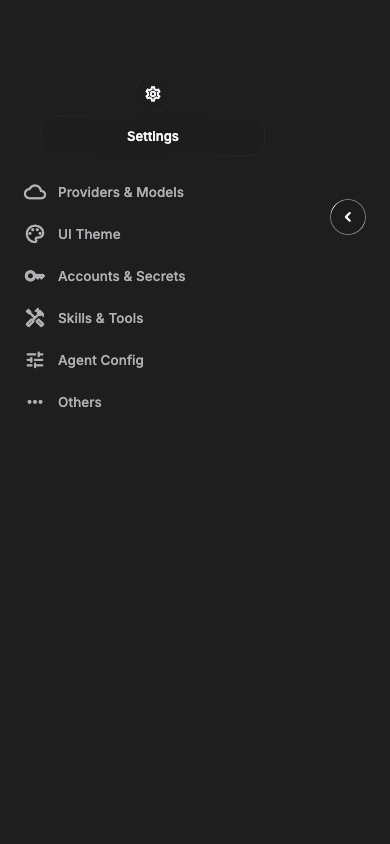 Settings
Providers & Models
UI Theme
Accounts & Secrets
Skills & Tools
Agent Config
Others